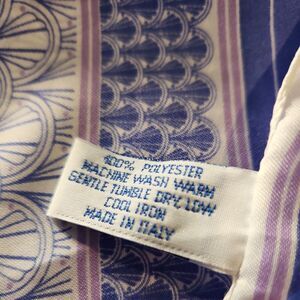 100% POLYESTER
MACHINE WASH WARM
GENTLE TUMBLE DRY LOW
COOL IRON
MADE IN ITALY